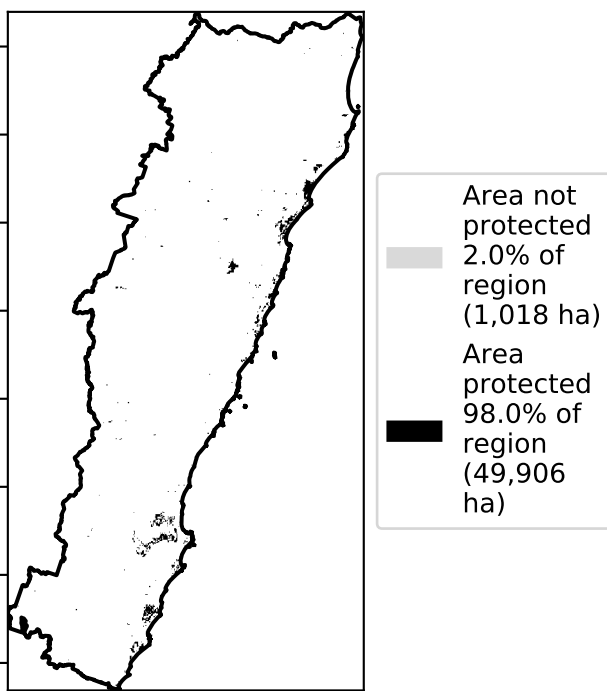 Area not
protected
2.0% of
region
(1,018 ha)
Area
protected
98.0% of
region
(49,906
ha)